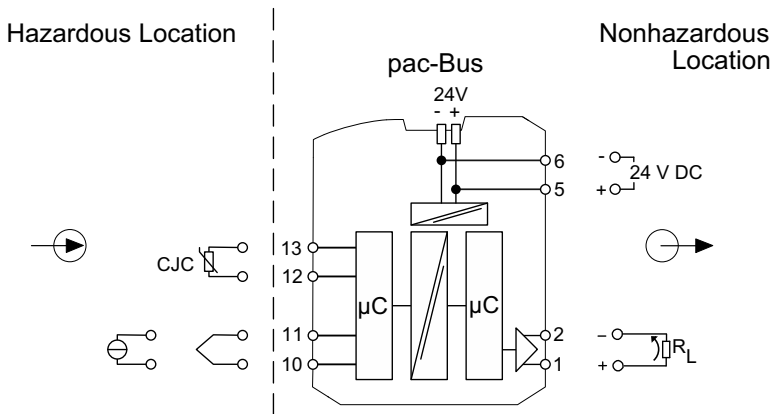 Hazardous Location
Nonhazardous
Location
pac-Bus
24V
- +
6
-
24 V DC
5
+
13
CJC
12
µC
µC
11
2
−
R_L
10
1
+